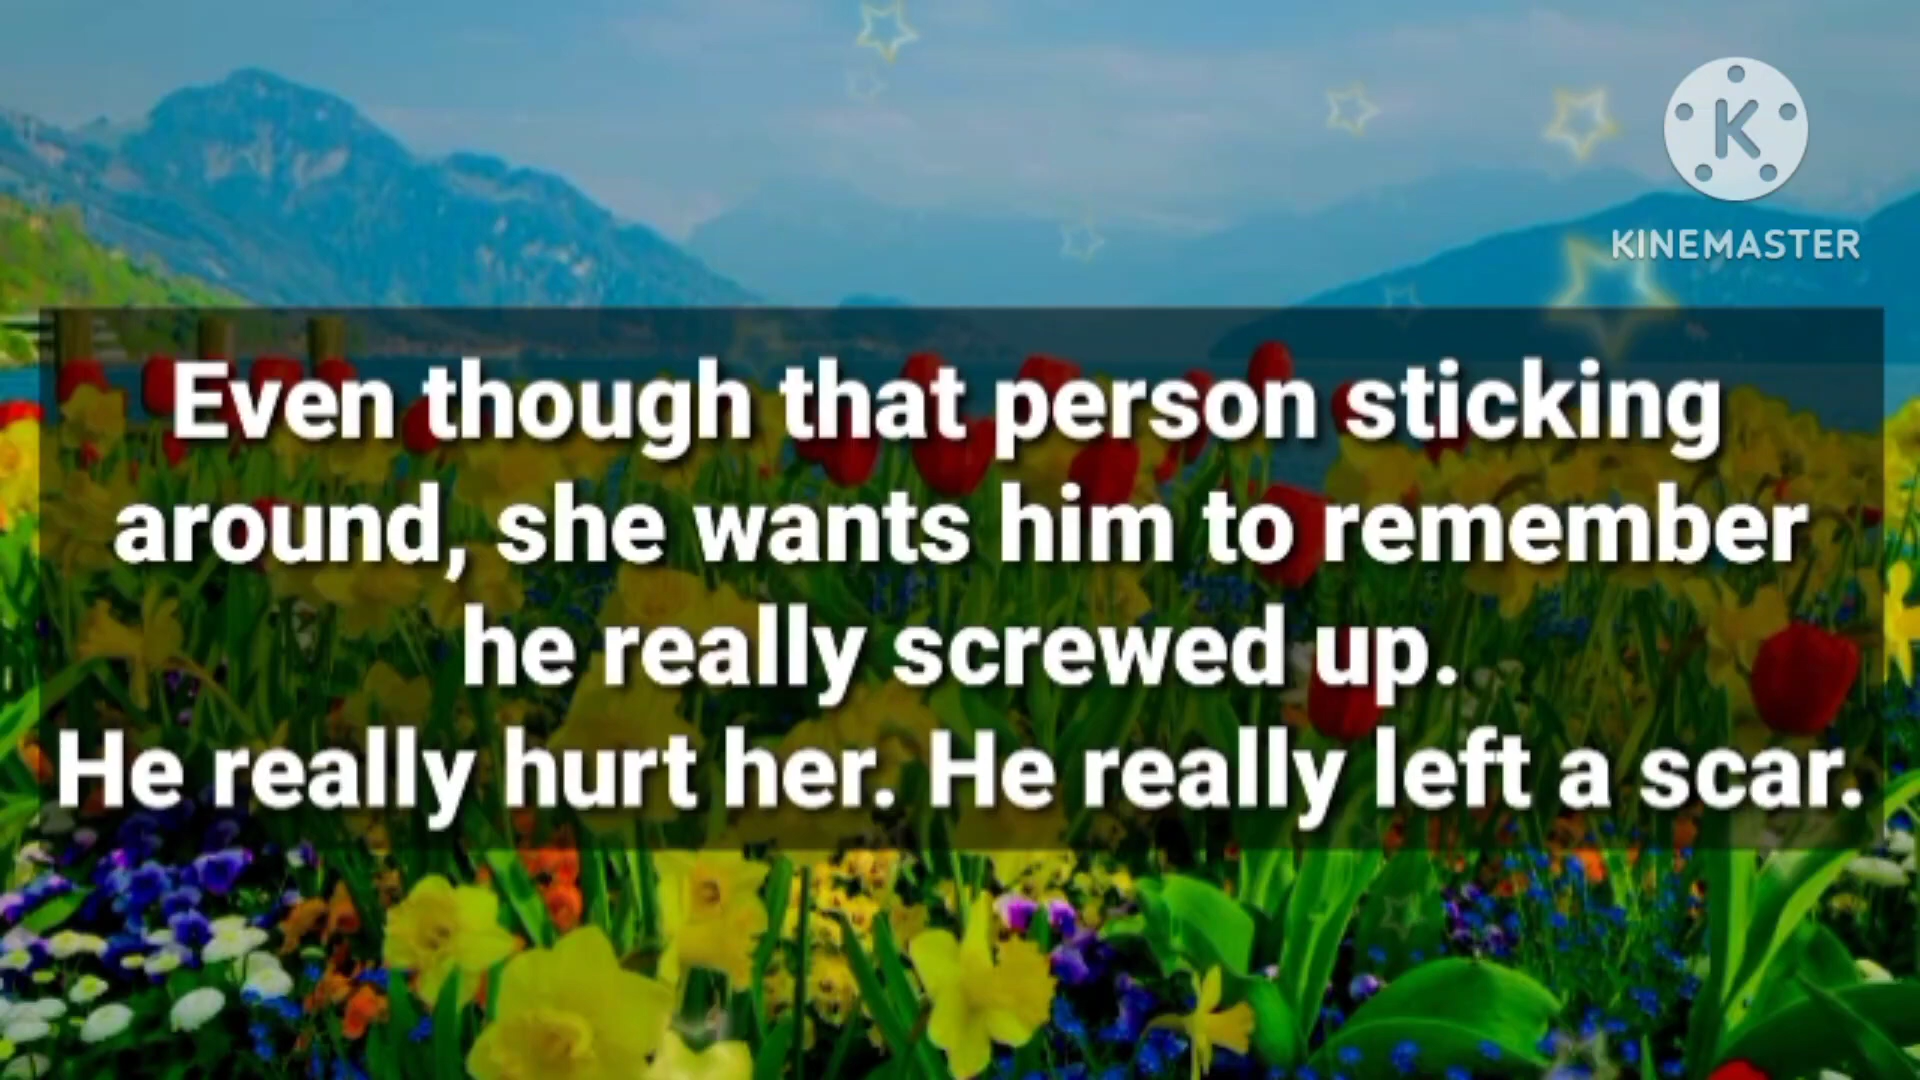 K
KINEMASTER
Even though that person sticking
around, she wants him to remember
he really screwed up.
He really hurt her. He really left a scar.